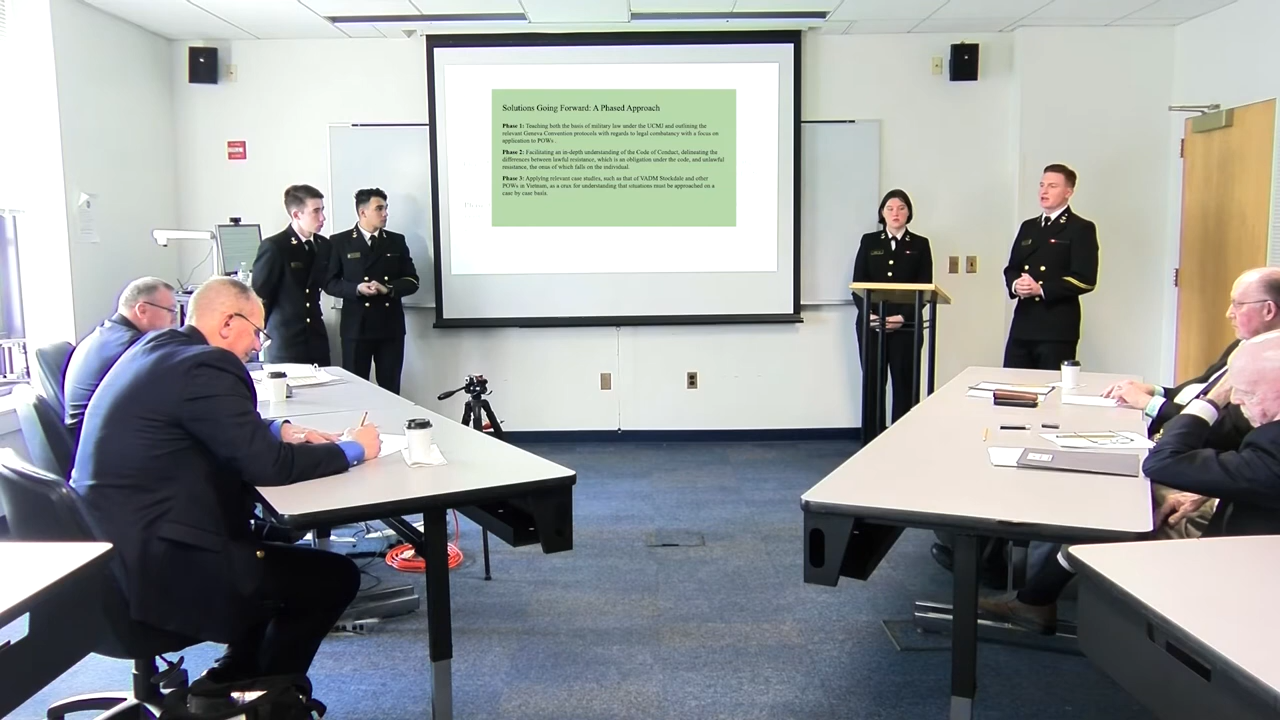 Solutions Going Forward: A Phased Approach
Phase 1: Teaching both the basis of military law under the UCMJ and outlining the
relevant Geneva Convention protocols with regards to legal combatancy with a focus on
application to POWs.
Phase 2: Facilitating an in-depth understanding of the Code of Conduct, delineating the
differences between lawful resistance, which is an obligation under the code, and unlawful
resistance, the onus of which falls on the individual.
Phase 3: Applying relevant case studies, such as that of VADM Stockdale and other
POWs in Vietnam, as a crux for understanding that situations must be approached on a
case by case basis.